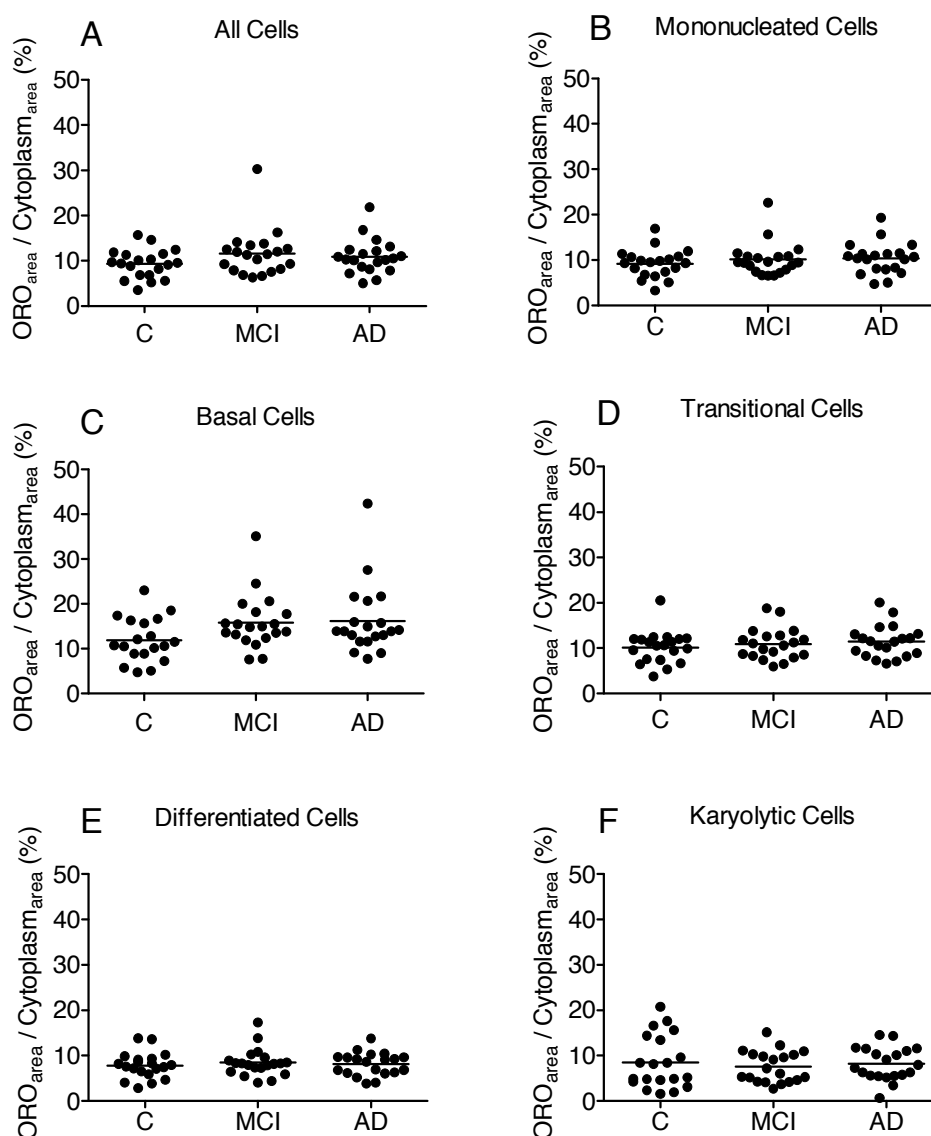 A
All Cells
ORO_area / Cytoplasm_area (%)
50
40
30
20
10
0
C MCI AD
B
Mononucleated Cells
ORO_area / Cytoplasm_area (%)
50
40
30
20
10
0
C MCI AD
C
Basal Cells
ORO_area / Cytoplasm_area (%)
50
40
30
20
10
0
C MCI AD
D
Transitional Cells
ORO_area / Cytoplasm_area (%)
50
40
30
20
10
0
C MCI AD
E
Differentiated Cells
ORO_area / Cytoplasm_area (%)
50
40
30
20
10
0
C MCI AD
F
Karyolytic Cells
ORO_area / Cytoplasm_area (%)
50
40
30
20
10
0
C MCI AD